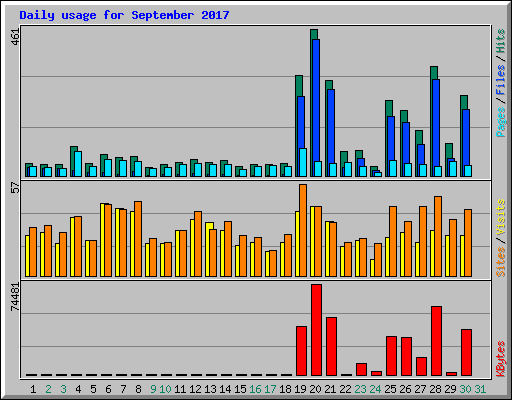 Daily usage for September 2017
461
Pages / Files / Hits
57
Sites / Visits
74481
KBytes
1 2 3 4 5 6 7 8 9 10 11 12 13 14 15 16 17 18 19 20 21 22 23 24 25 26 27 28 29 30 31